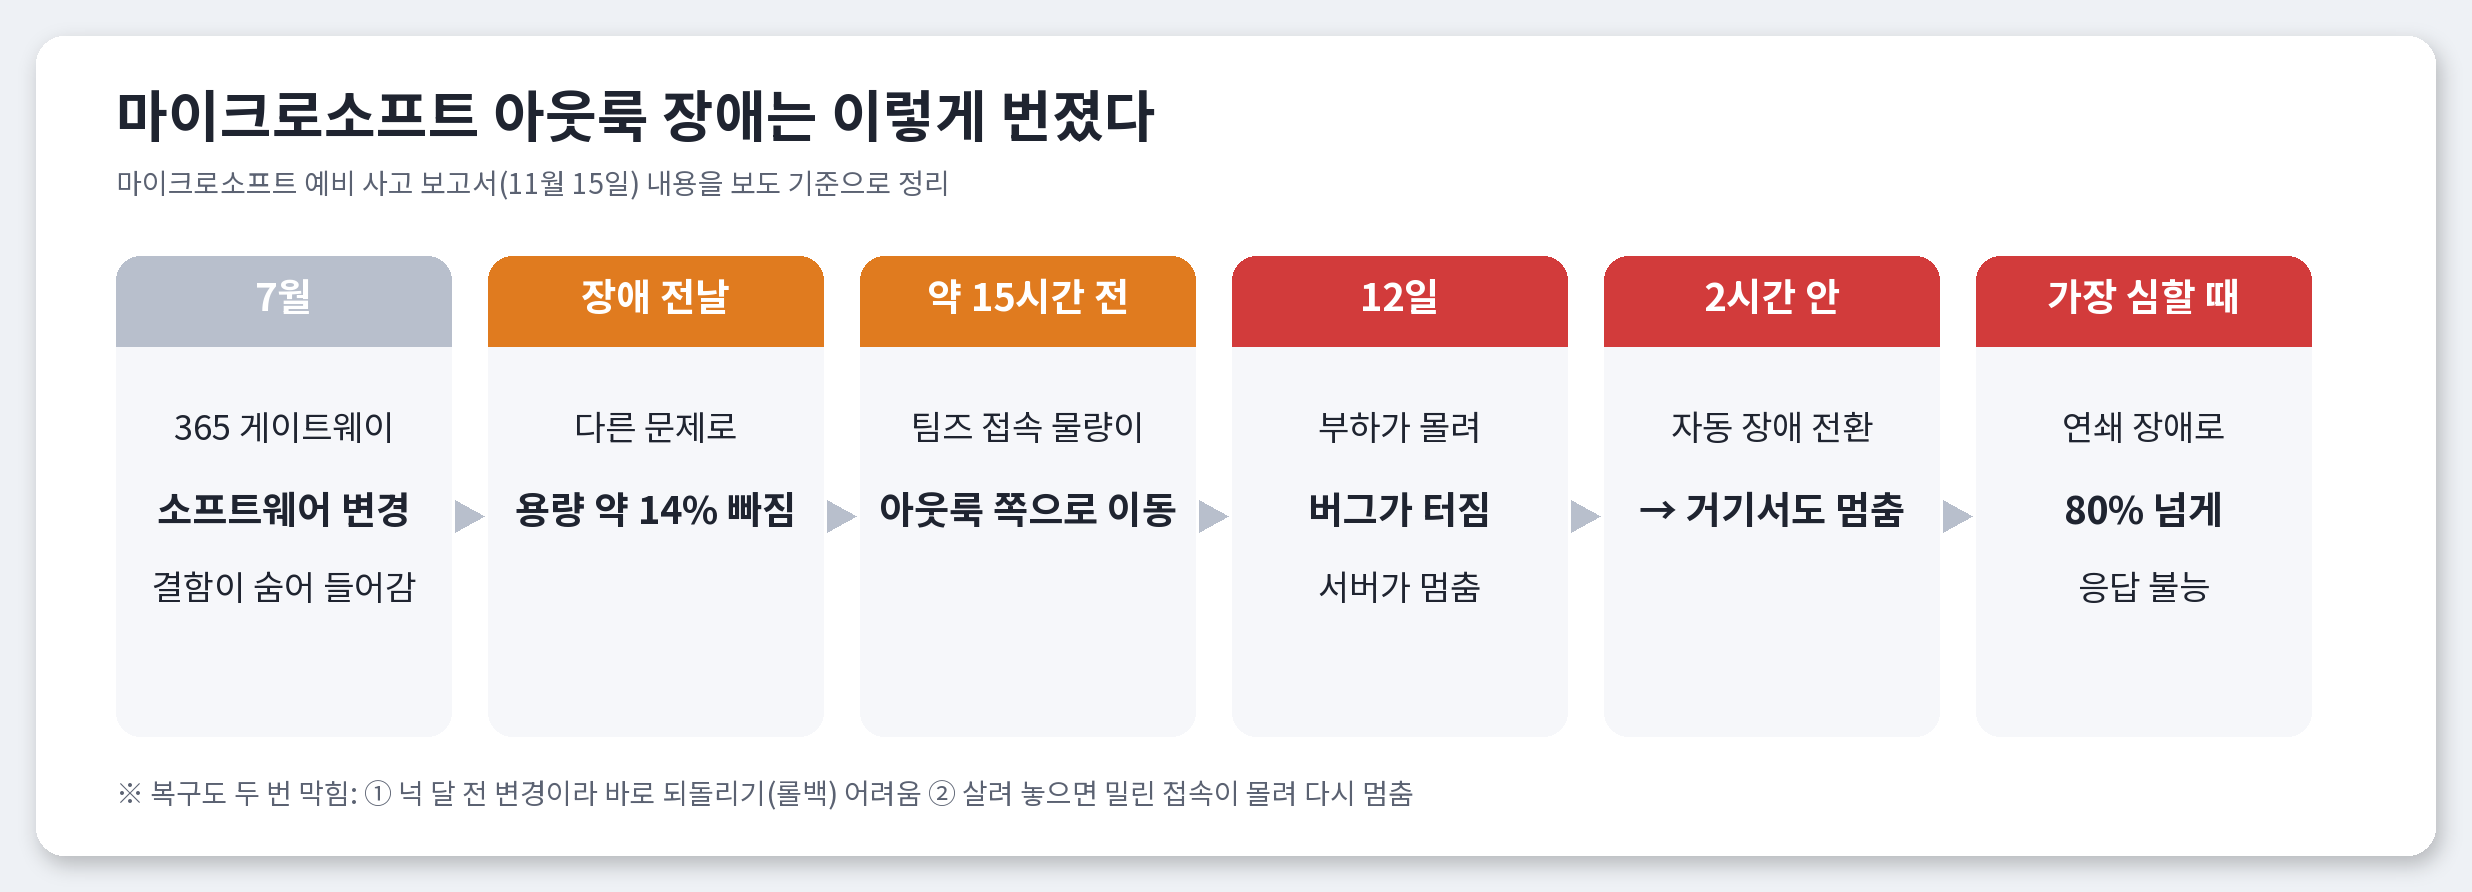 마이크로소프트 아웃룩 장애는 이렇게 번졌다
마이크로소프트 예비 사고 보고서(11월 15일) 내용을 보도 기준으로 정리
7월
365 게이트웨이
소프트웨어 변경
결함이 숨어 들어감
장애 전날
다른 문제로
용량 약 14% 빠짐
약 15시간 전
팀즈 접속 물량이
아웃룩 쪽으로 이동
12일
부하가 몰려
버그가 터짐
서버가 멈춤
2시간 안
자동 장애 전환
→ 거기서도 멈춤
가장 심할 때
연쇄 장애로
80% 넘게
응답 불능
※ 복구도 두 번 막힘: ① 넉 달 전 변경이라 바로 되돌리기(롤백) 어려움 ② 살려 놓으면 밀린 접속이 몰려 다시 멈춤